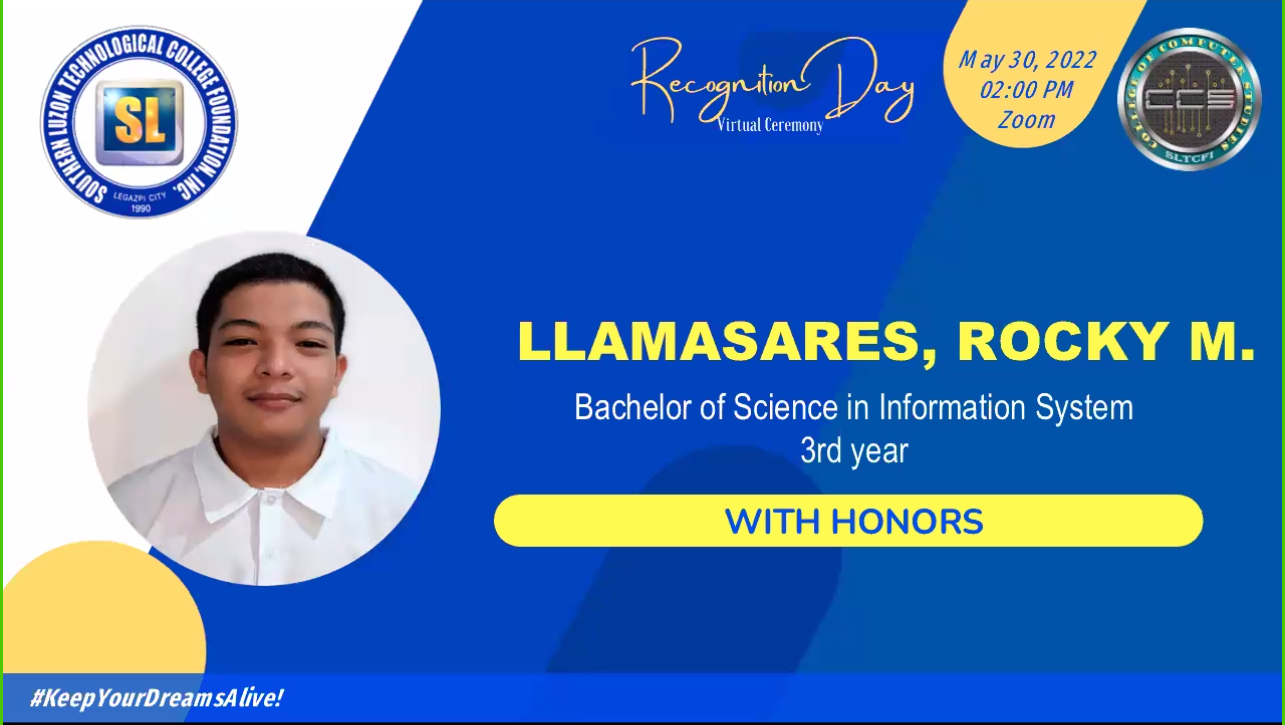 SOUTHERN LUZON TECHNOLOGICAL COLLEGE FOUNDATION, INC.
SL
LEGAZPI CITY
1990
Recognition Day
Virtual Ceremony
May 30, 2022
02:00 PM
Zoom
COLLEGE OF COMPUTER STUDIES
CCS
SLTCFI
LLAMASARES, ROCKY M.
Bachelor of Science in Information System
3rd year
WITH HONORS
#KeepYourDreamsAlive!